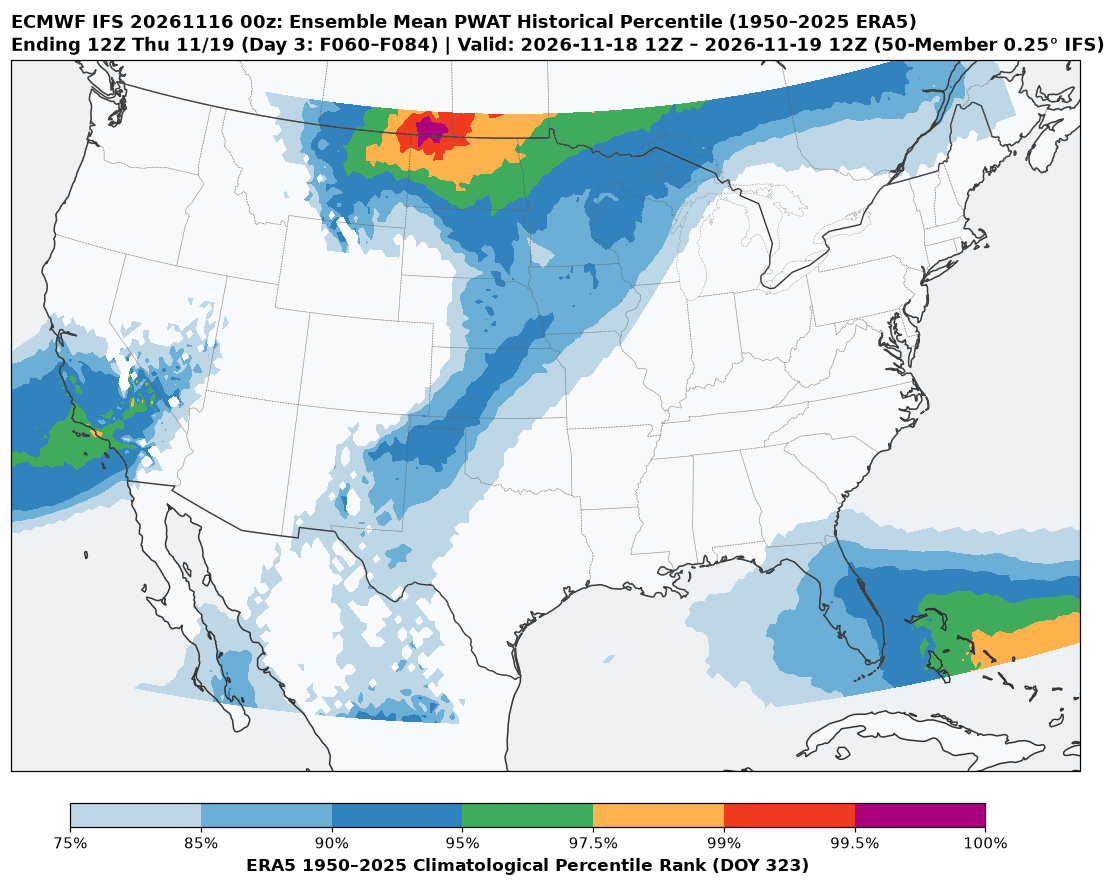 ECMWF IFS 20261116 00z: Ensemble Mean PWAT Historical Percentile (1950–2025 ERA5)
Ending 12Z Thu 11/19 (Day 3: F060–F084) | Valid: 2026-11-18 12Z – 2026-11-19 12Z (50-Member 0.25° IFS)
75% 85% 90% 95% 97.5% 99% 99.5% 100%
ERA5 1950–2025 Climatological Percentile Rank (DOY 323)